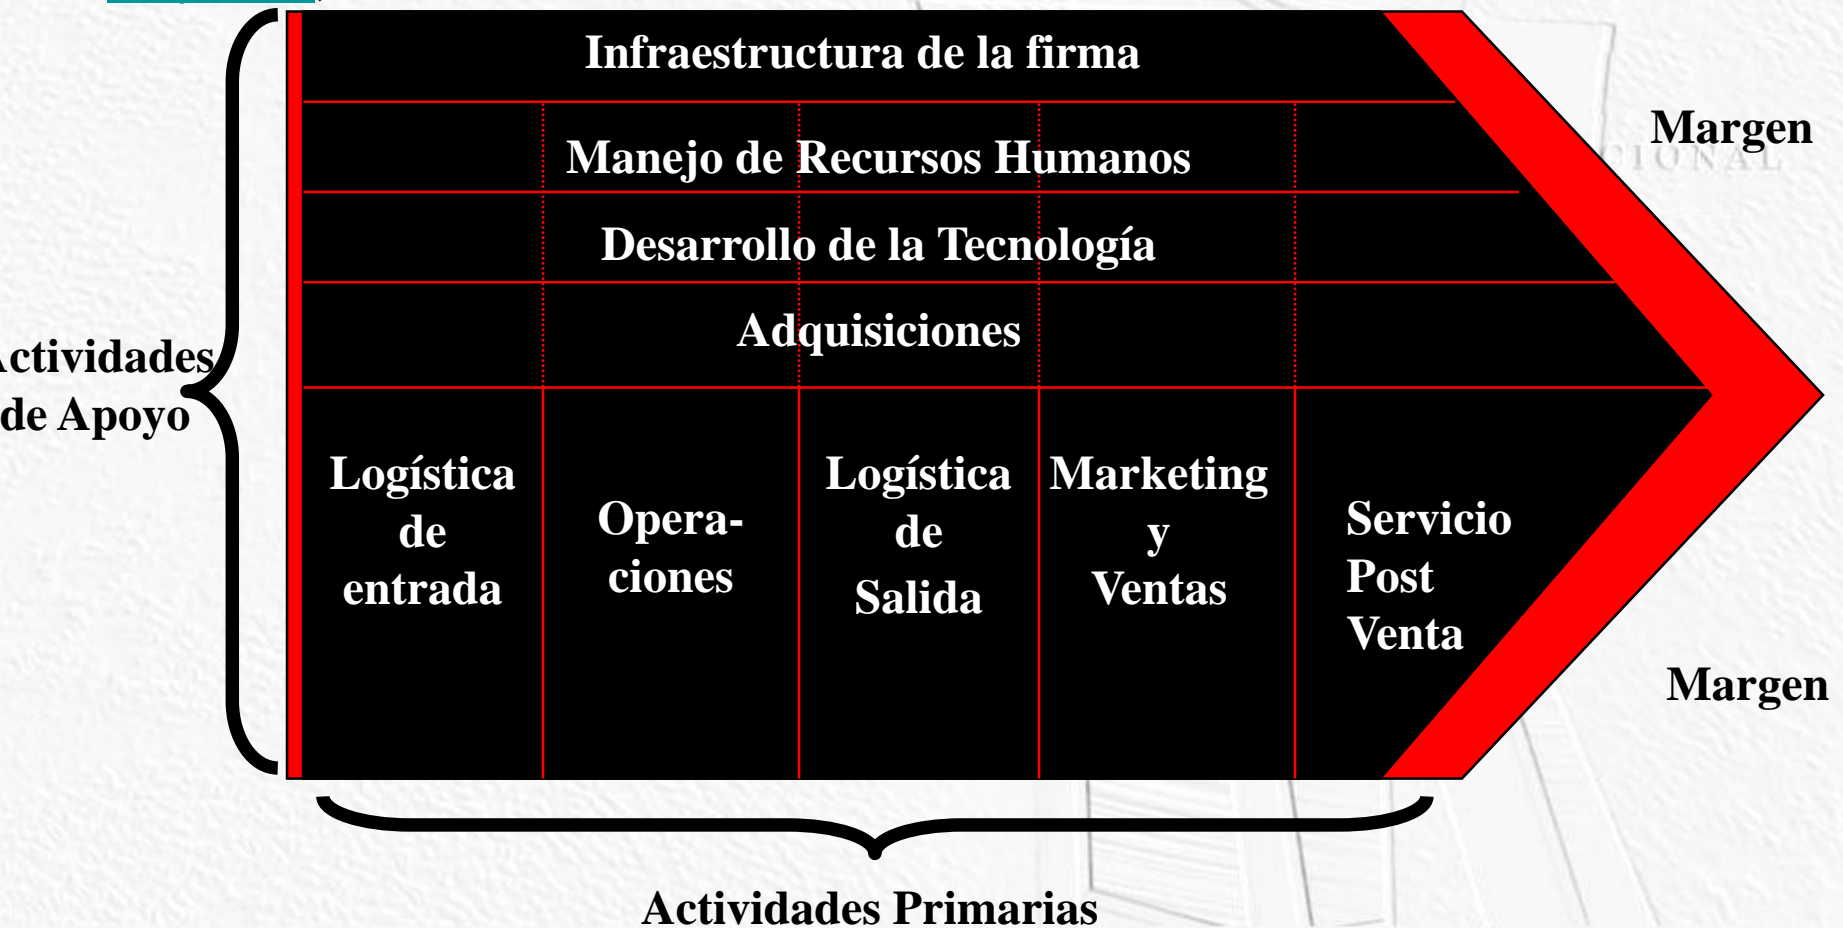 Infraestructura de la firma
Margen
Manejo de Recursos Humanos
Desarrollo de la Tecnología
Adquisiciones
Actividades
de Apoyo
Logística
de
entrada
Opera-
ciones
Logística
de
Salida
Marketing
y
Ventas
Servicio
Post
Venta
Margen
Actividades Primarias